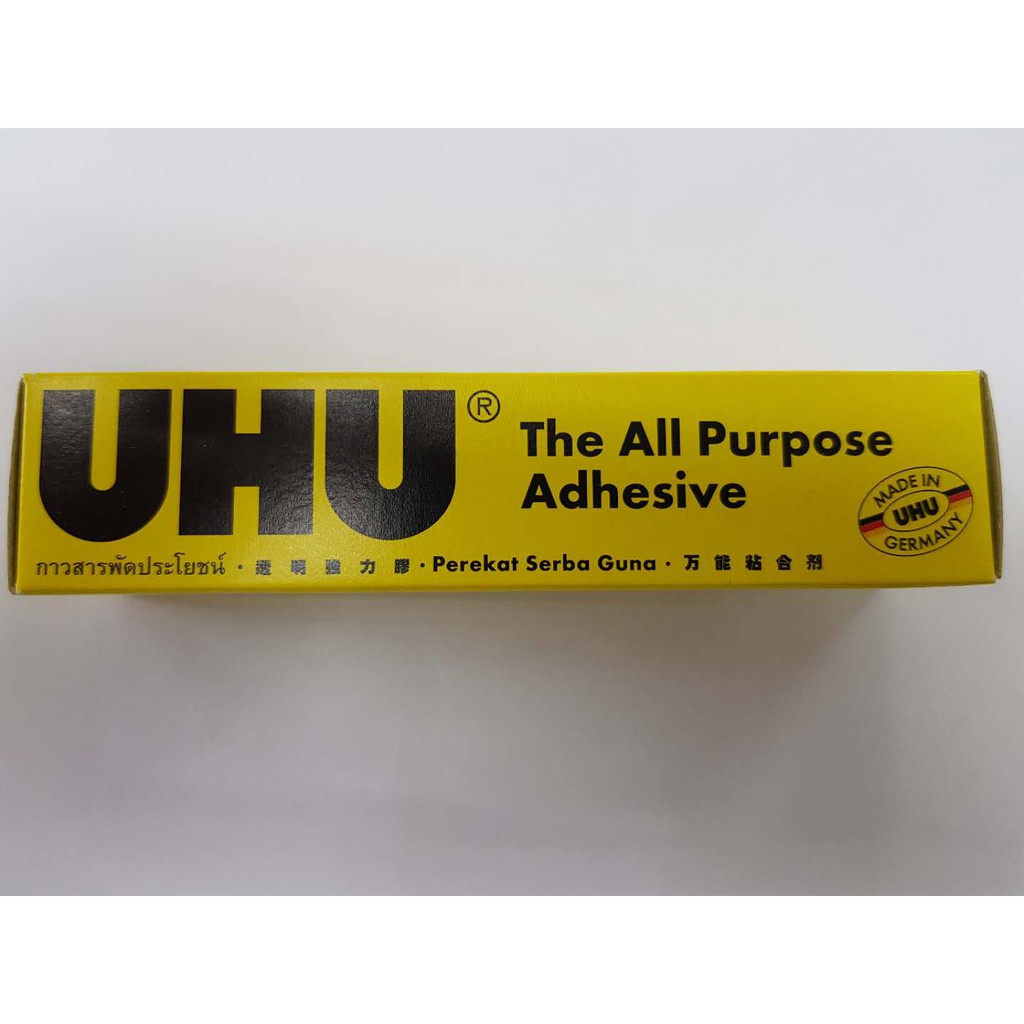 UHU®
The All Purpose
Adhesive
MADE IN
UHU
GERMANY
กาวสารพัดประโยชน์ · 透明強力膠 · Perekat Serba Guna · 万能粘合剂